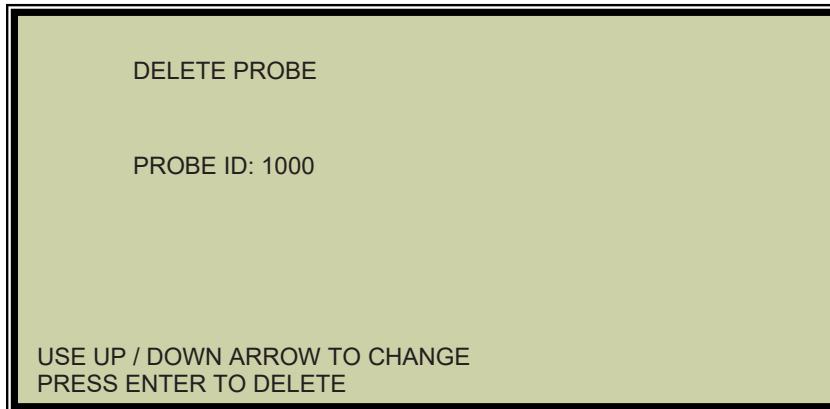 DELETE PROBE
PROBE ID: 1000
USE UP / DOWN ARROW TO CHANGE
PRESS ENTER TO DELETE